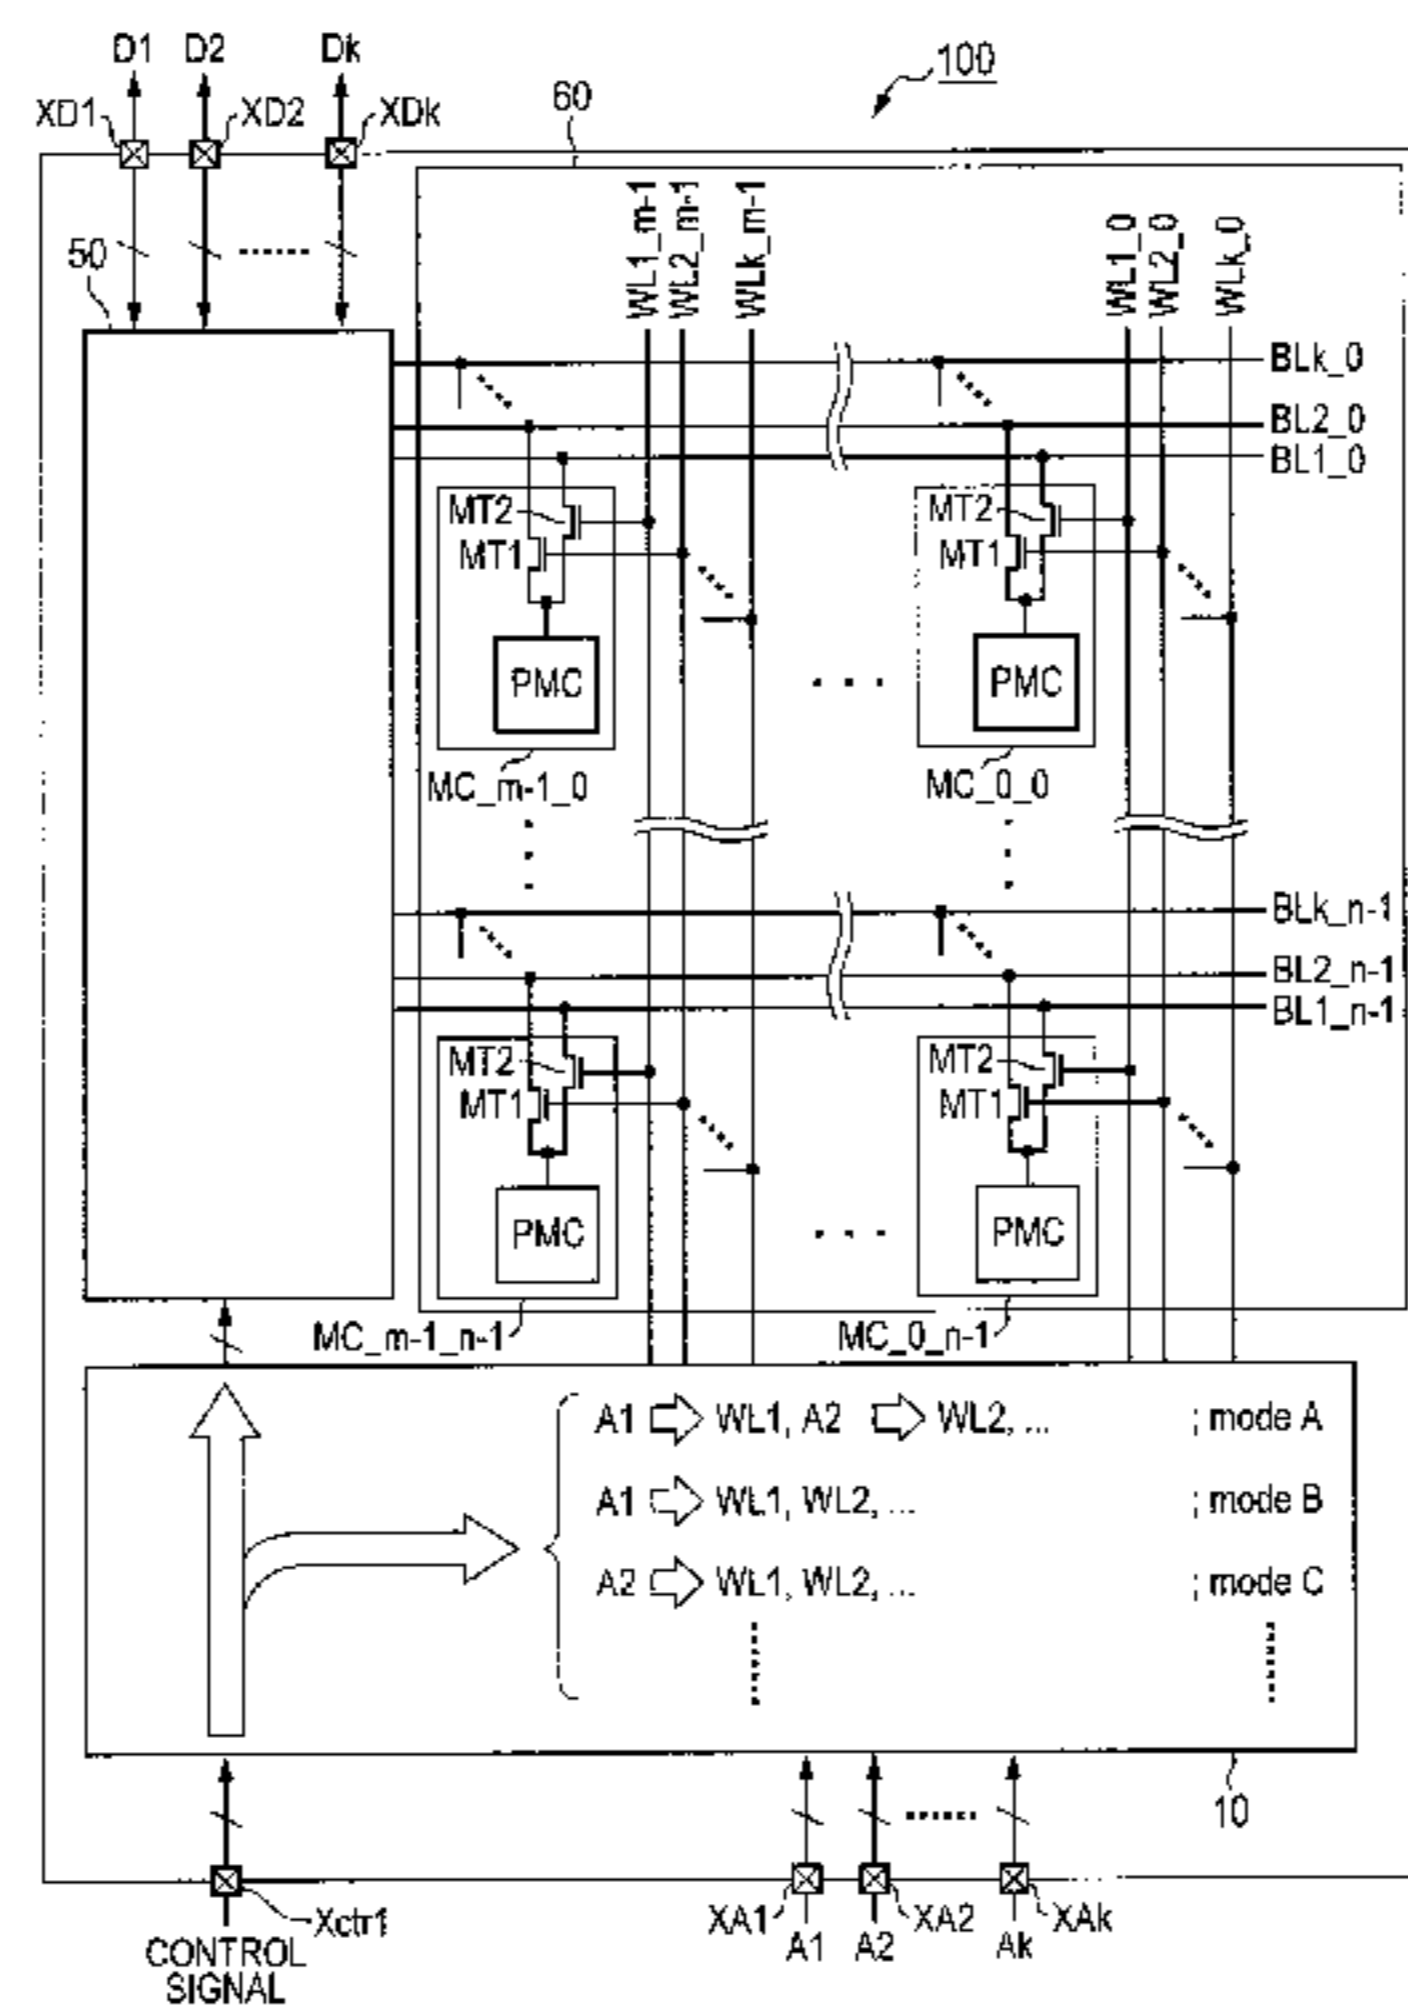 D1 D2 Dk
100
60
XD1 XD2 XDk
WL1_m-1 WL2_m-1 WLk_m-1 WL1_0 WL2_0 WLk_0
50
BLk_0
BL2_0
BL1_0
MT2 MT2
MT1 MT1
PMC PMC
MC_m-1_0 MC_0_0
BLk_n-1
BL2_n-1
BL1_n-1
MT2 MT2
MT1 MT1
PMC PMC
MC_m-1_n-1 MC_0_n-1
A1 WL1, A2 WL2, ... ; mode A
A1 WL1, WL2, ... ; mode B
A2 WL1, WL2, ... ; mode C
10
Xctr1 XA1 XA2 XAk
A1 A2 Ak
CONTROL
SIGNAL